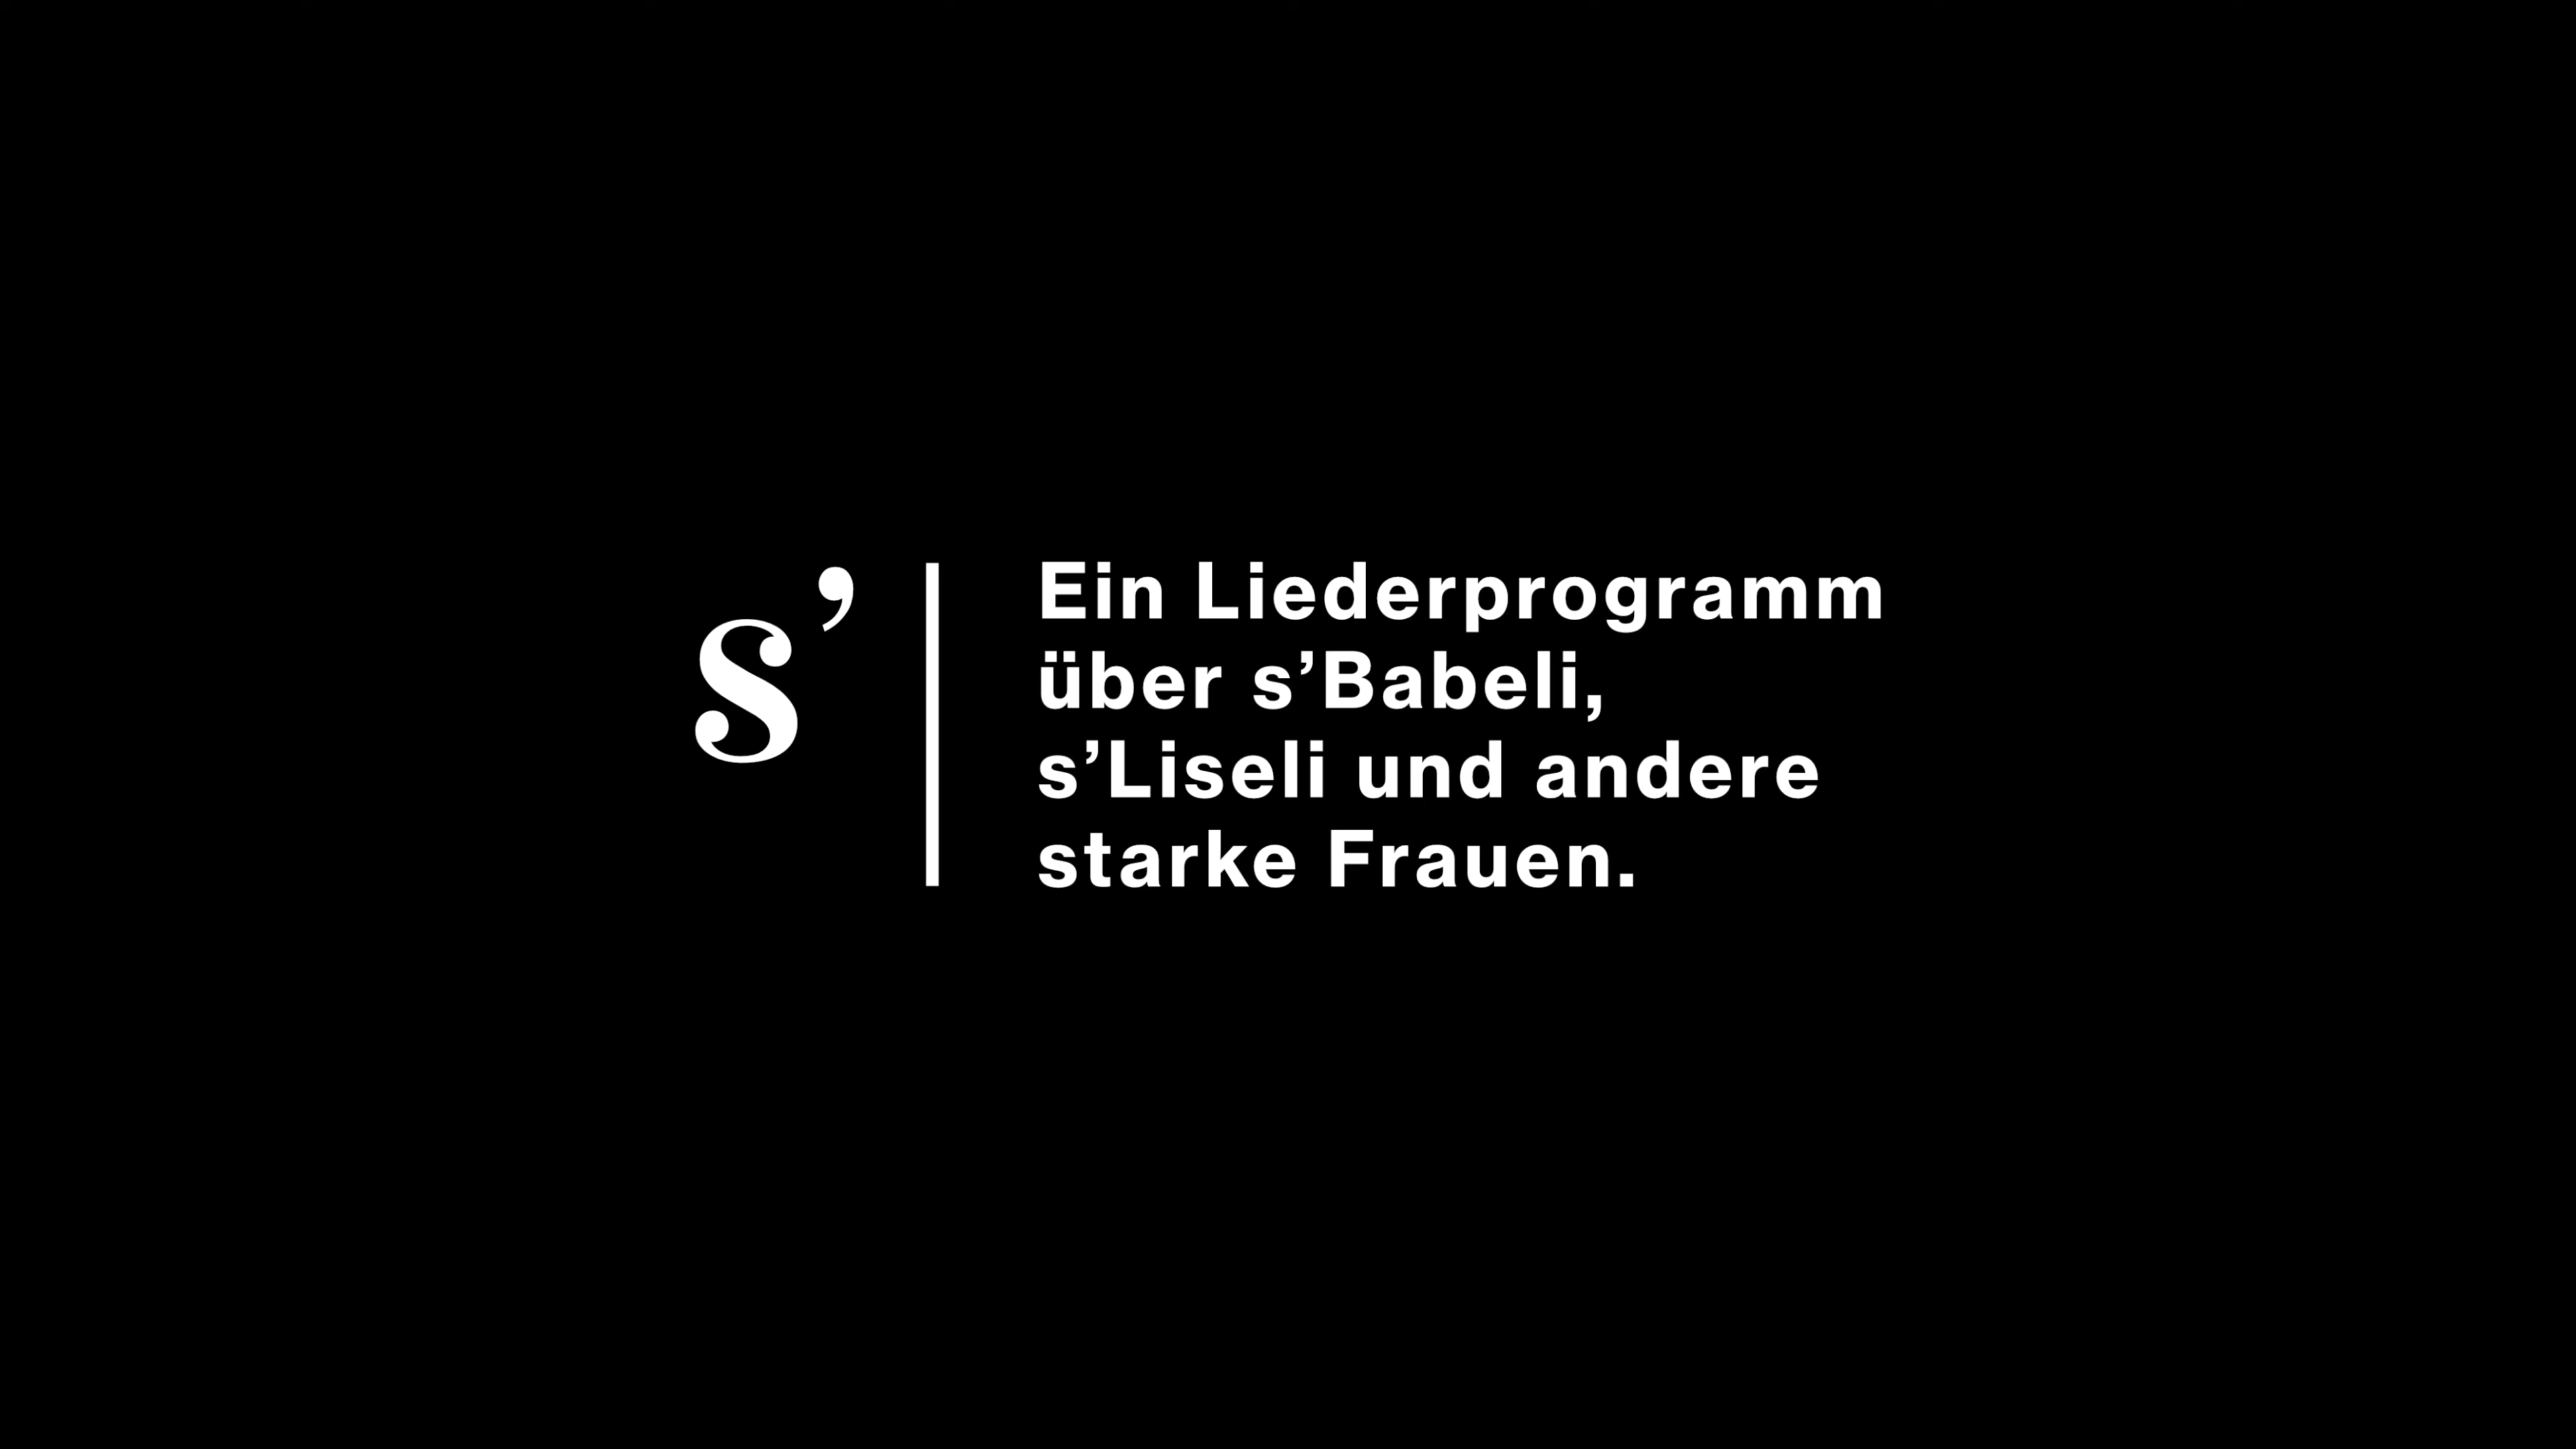 s’
Ein Liederprogramm
über s’Babeli,
s’Liseli und andere
starke Frauen.